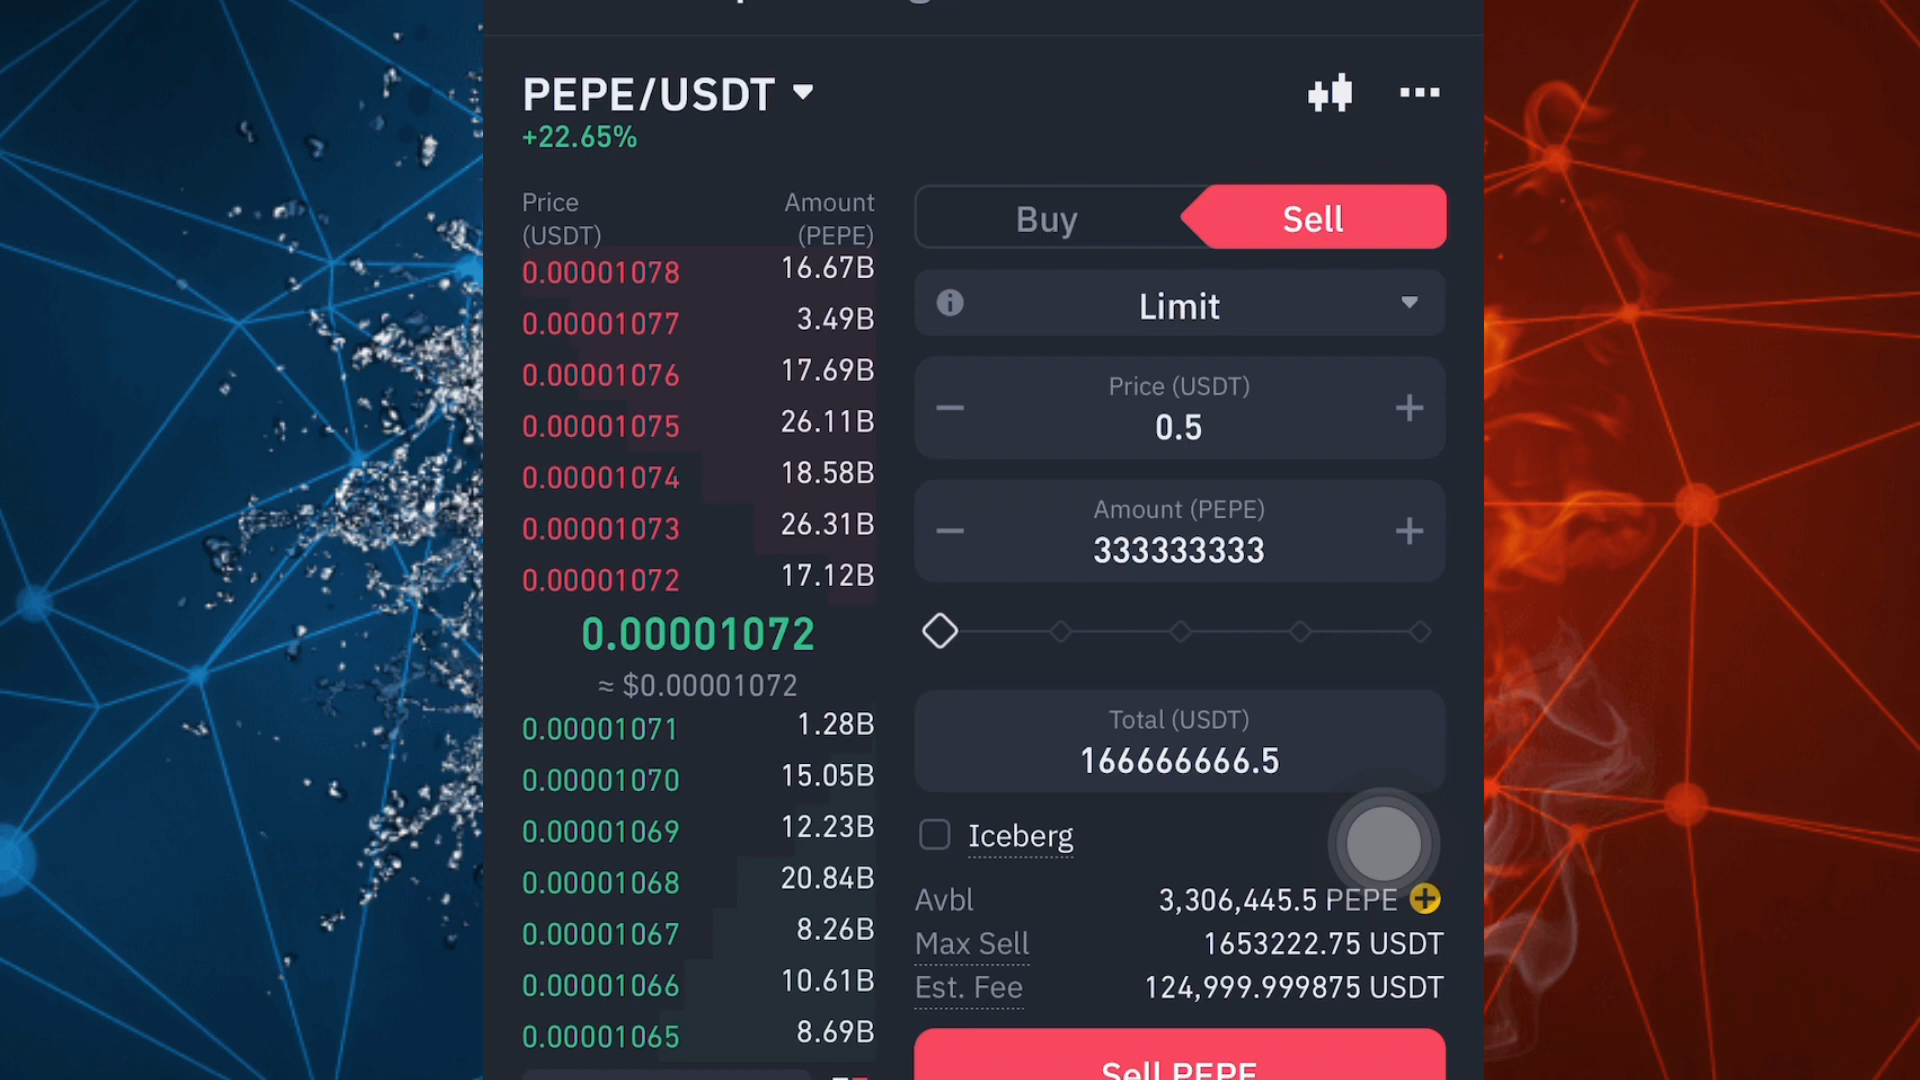 PEPE/USDT
+22.65%
Price
(USDT)
Amount
(PEPE)
0.00001078 16.67B
0.00001077 3.49B
0.00001076 17.69B
0.00001075 26.11B
0.00001074 18.58B
0.00001073 26.31B
0.00001072 17.12B
0.00001072
≈ $0.00001072
0.00001071 1.28B
0.00001070 15.05B
0.00001069 12.23B
0.00001068 20.84B
0.00001067 8.26B
0.00001066 10.61B
0.00001065 8.69B
Buy
Sell
Limit
Price (USDT)
0.5
Amount (PEPE)
333333333
Total (USDT)
166666666.5
Iceberg
Avbl 3,306,445.5 PEPE
Max Sell 1653222.75 USDT
Est. Fee 124,999.999875 USDT
Sell PEPE